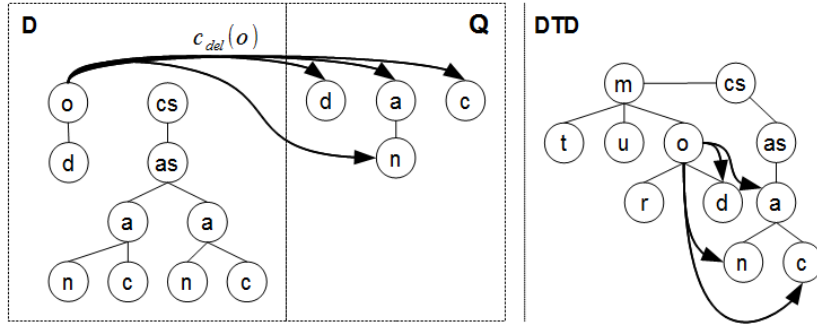 D
c_del(o)
Q
DTD
m cs
o cs d a c
t u o as
d as n
r d a
a a
n c
n c n c